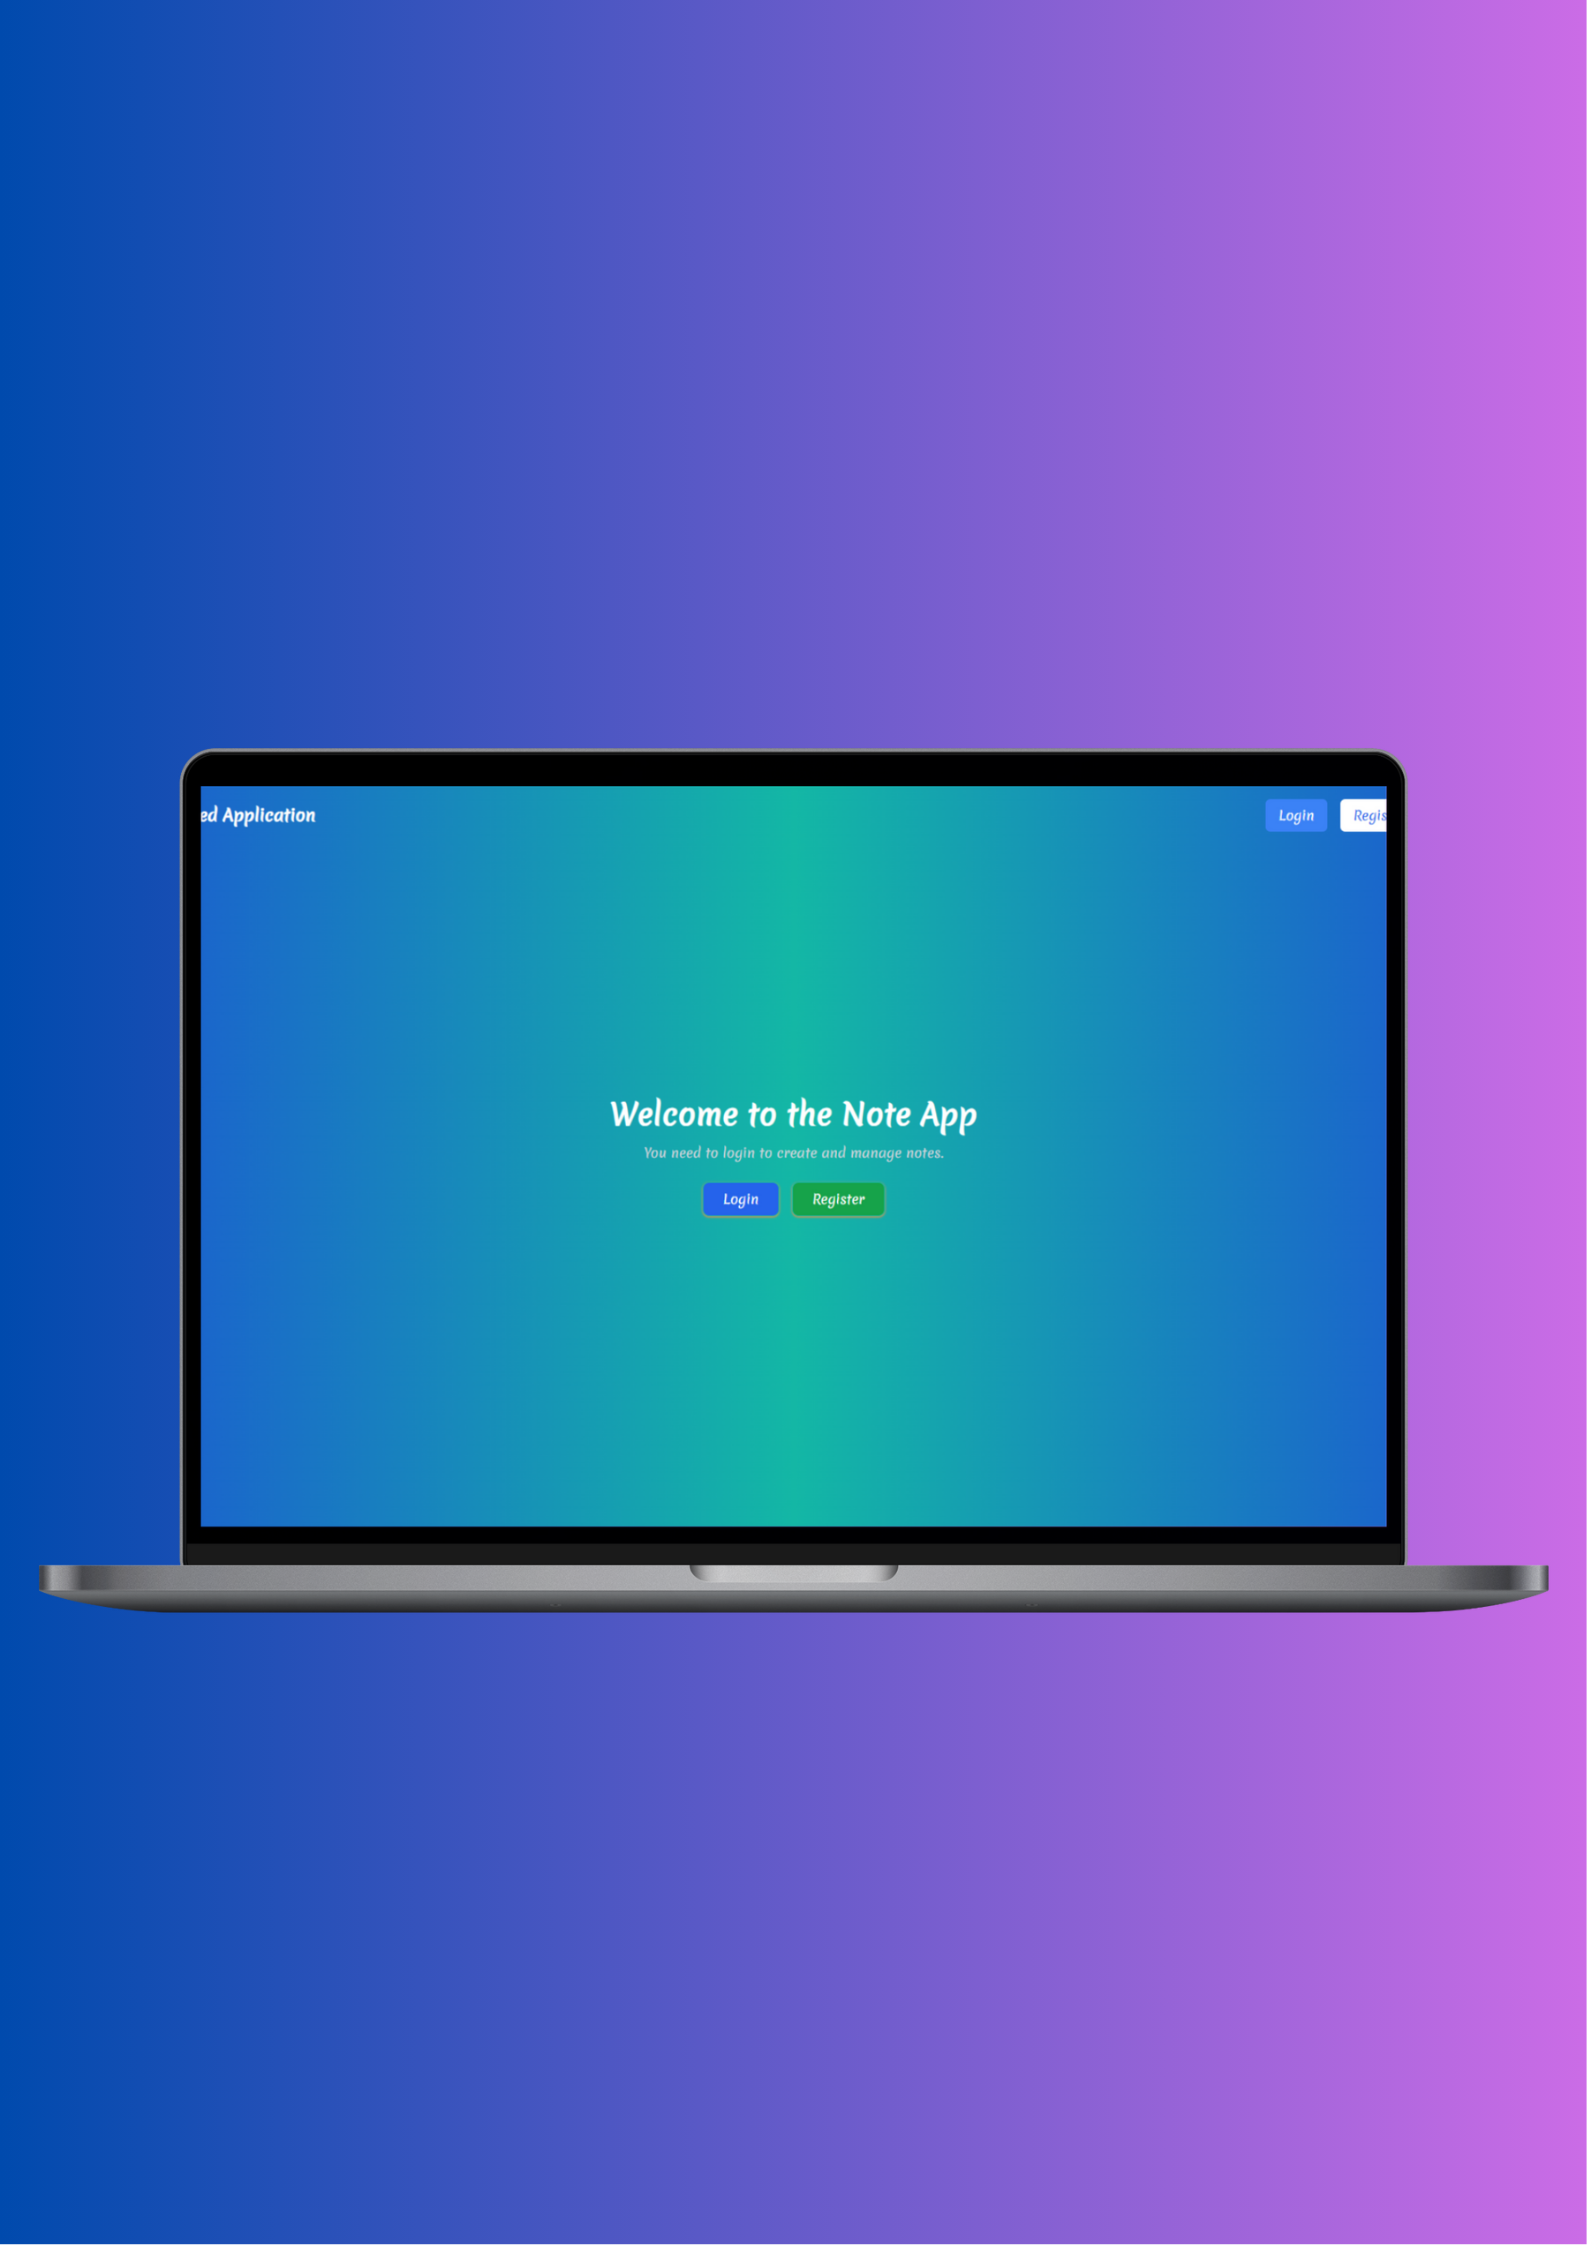 ed Application
Login Regis
Welcome to the Note App
You need to login to create and manage notes.
Login Register